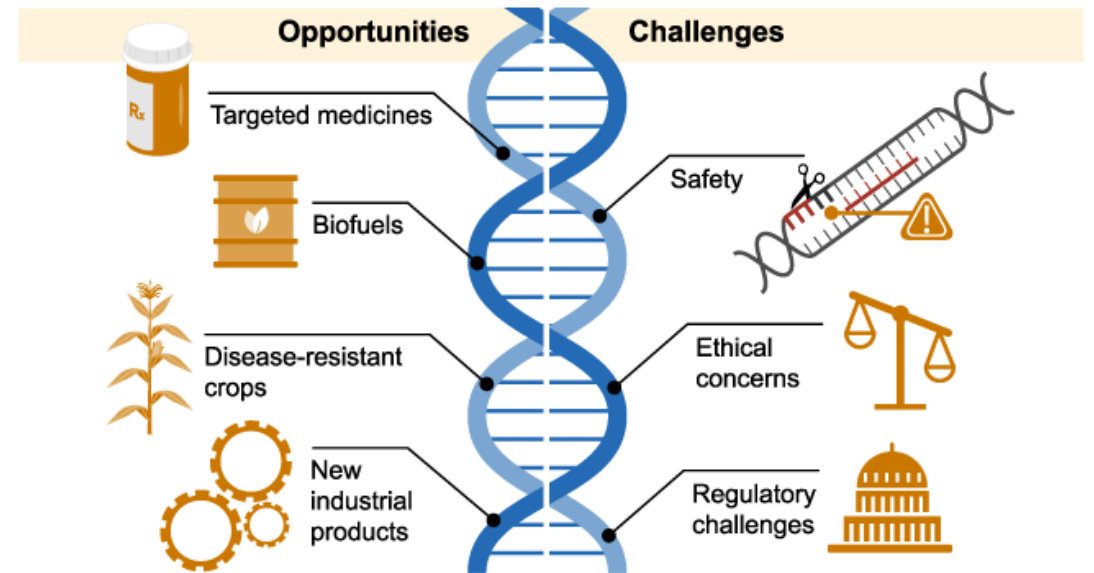 Opportunities
Challenges
Rx
Targeted medicines
Safety
Biofuels
Disease-resistant
crops
Ethical
concerns
New
industrial
products
Regulatory
challenges